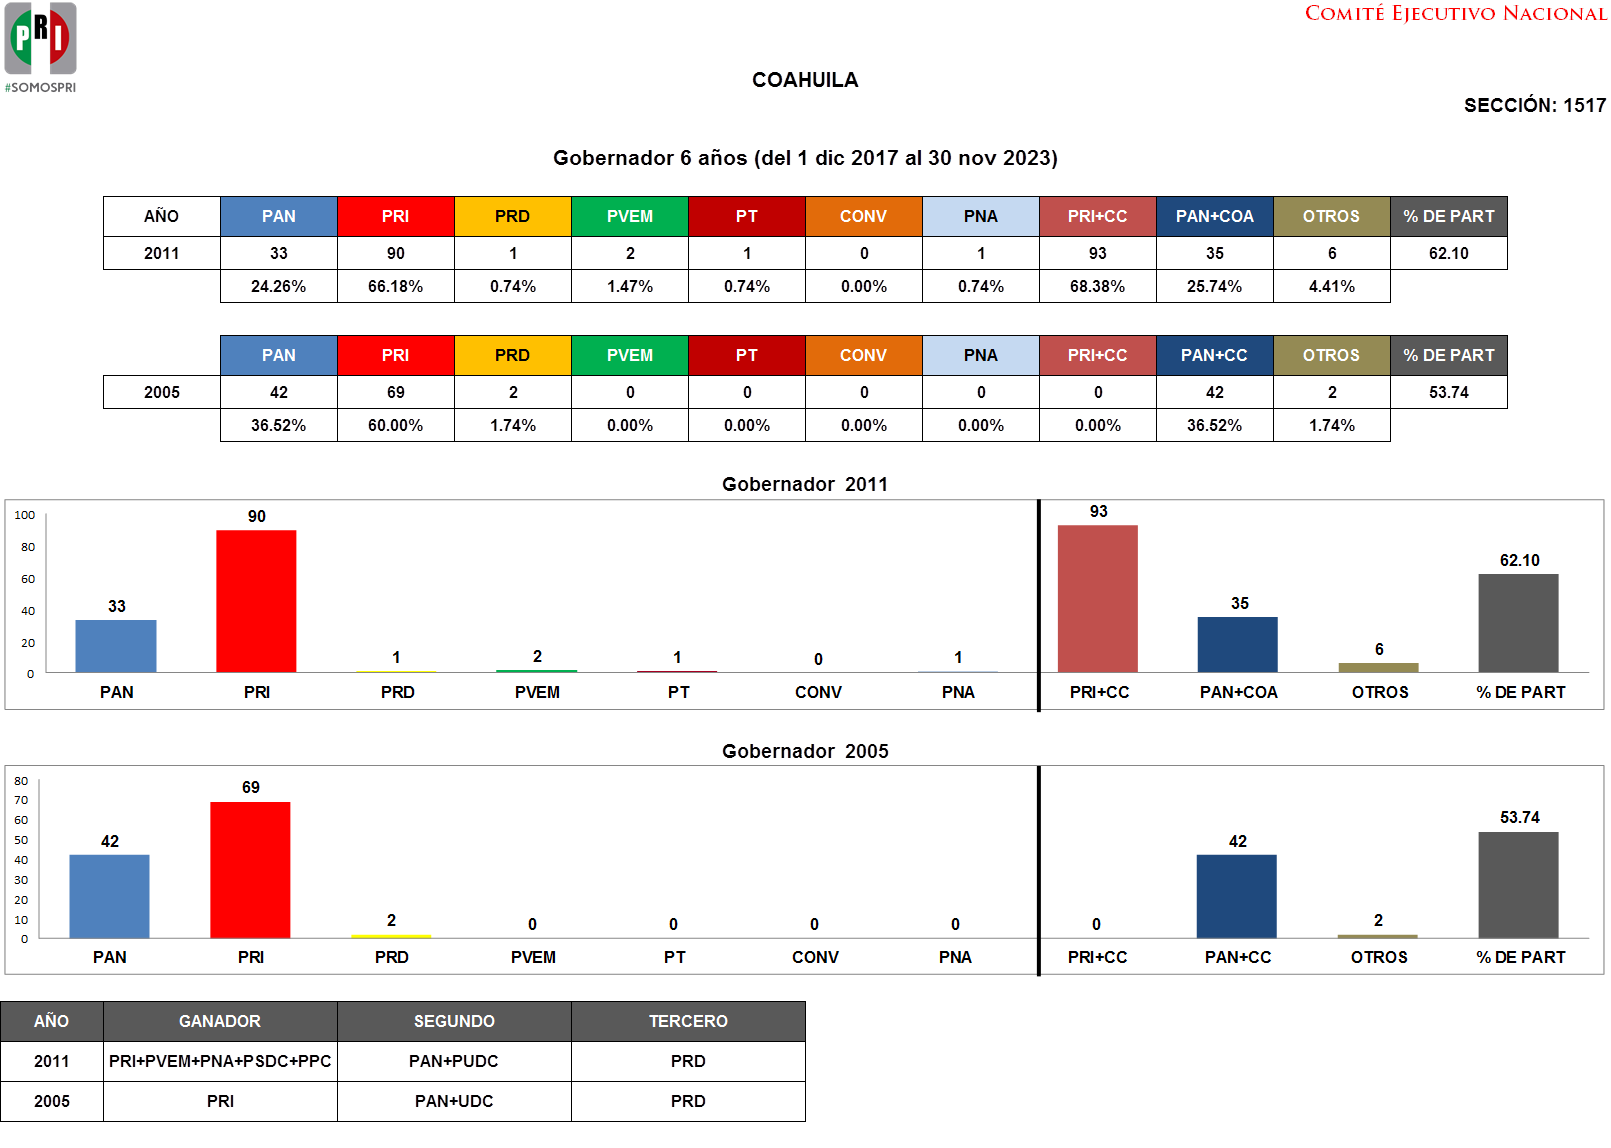 PRI
#SOMOSPRI
COMITÉ EJECUTIVO NACIONAL
COAHUILA
SECCIÓN: 1517
Gobernador 6 años (del 1 dic 2017 al 30 nov 2023)
AÑO PAN PRI PRD PVEM PT CONV PNA PRI+CC PAN+COA OTROS % DE PART
2011 33 90 1 2 1 0 1 93 35 6 62.10
24.26% 66.18% 0.74% 1.47% 0.74% 0.00% 0.74% 68.38% 25.74% 4.41%
PAN PRI PRD PVEM PT CONV PNA PRI+CC PAN+CC OTROS % DE PART
2005 42 69 2 0 0 0 0 0 42 2 53.74
36.52% 60.00% 1.74% 0.00% 0.00% 0.00% 0.00% 0.00% 36.52% 1.74%
Gobernador 2011
100
80
60
40
20
0
33 90 1 2 1 0 1 93 35 6 62.10
PAN PRI PRD PVEM PT CONV PNA PRI+CC PAN+COA OTROS % DE PART
Gobernador 2005
80
70
60
50
40
30
20
10
0
42 69 2 0 0 0 0 0 42 2 53.74
PAN PRI PRD PVEM PT CONV PNA PRI+CC PAN+CC OTROS % DE PART
AÑO GANADOR SEGUNDO TERCERO
2011 PRI+PVEM+PNA+PSDC+PPC PAN+PUDC PRD
2005 PRI PAN+UDC PRD